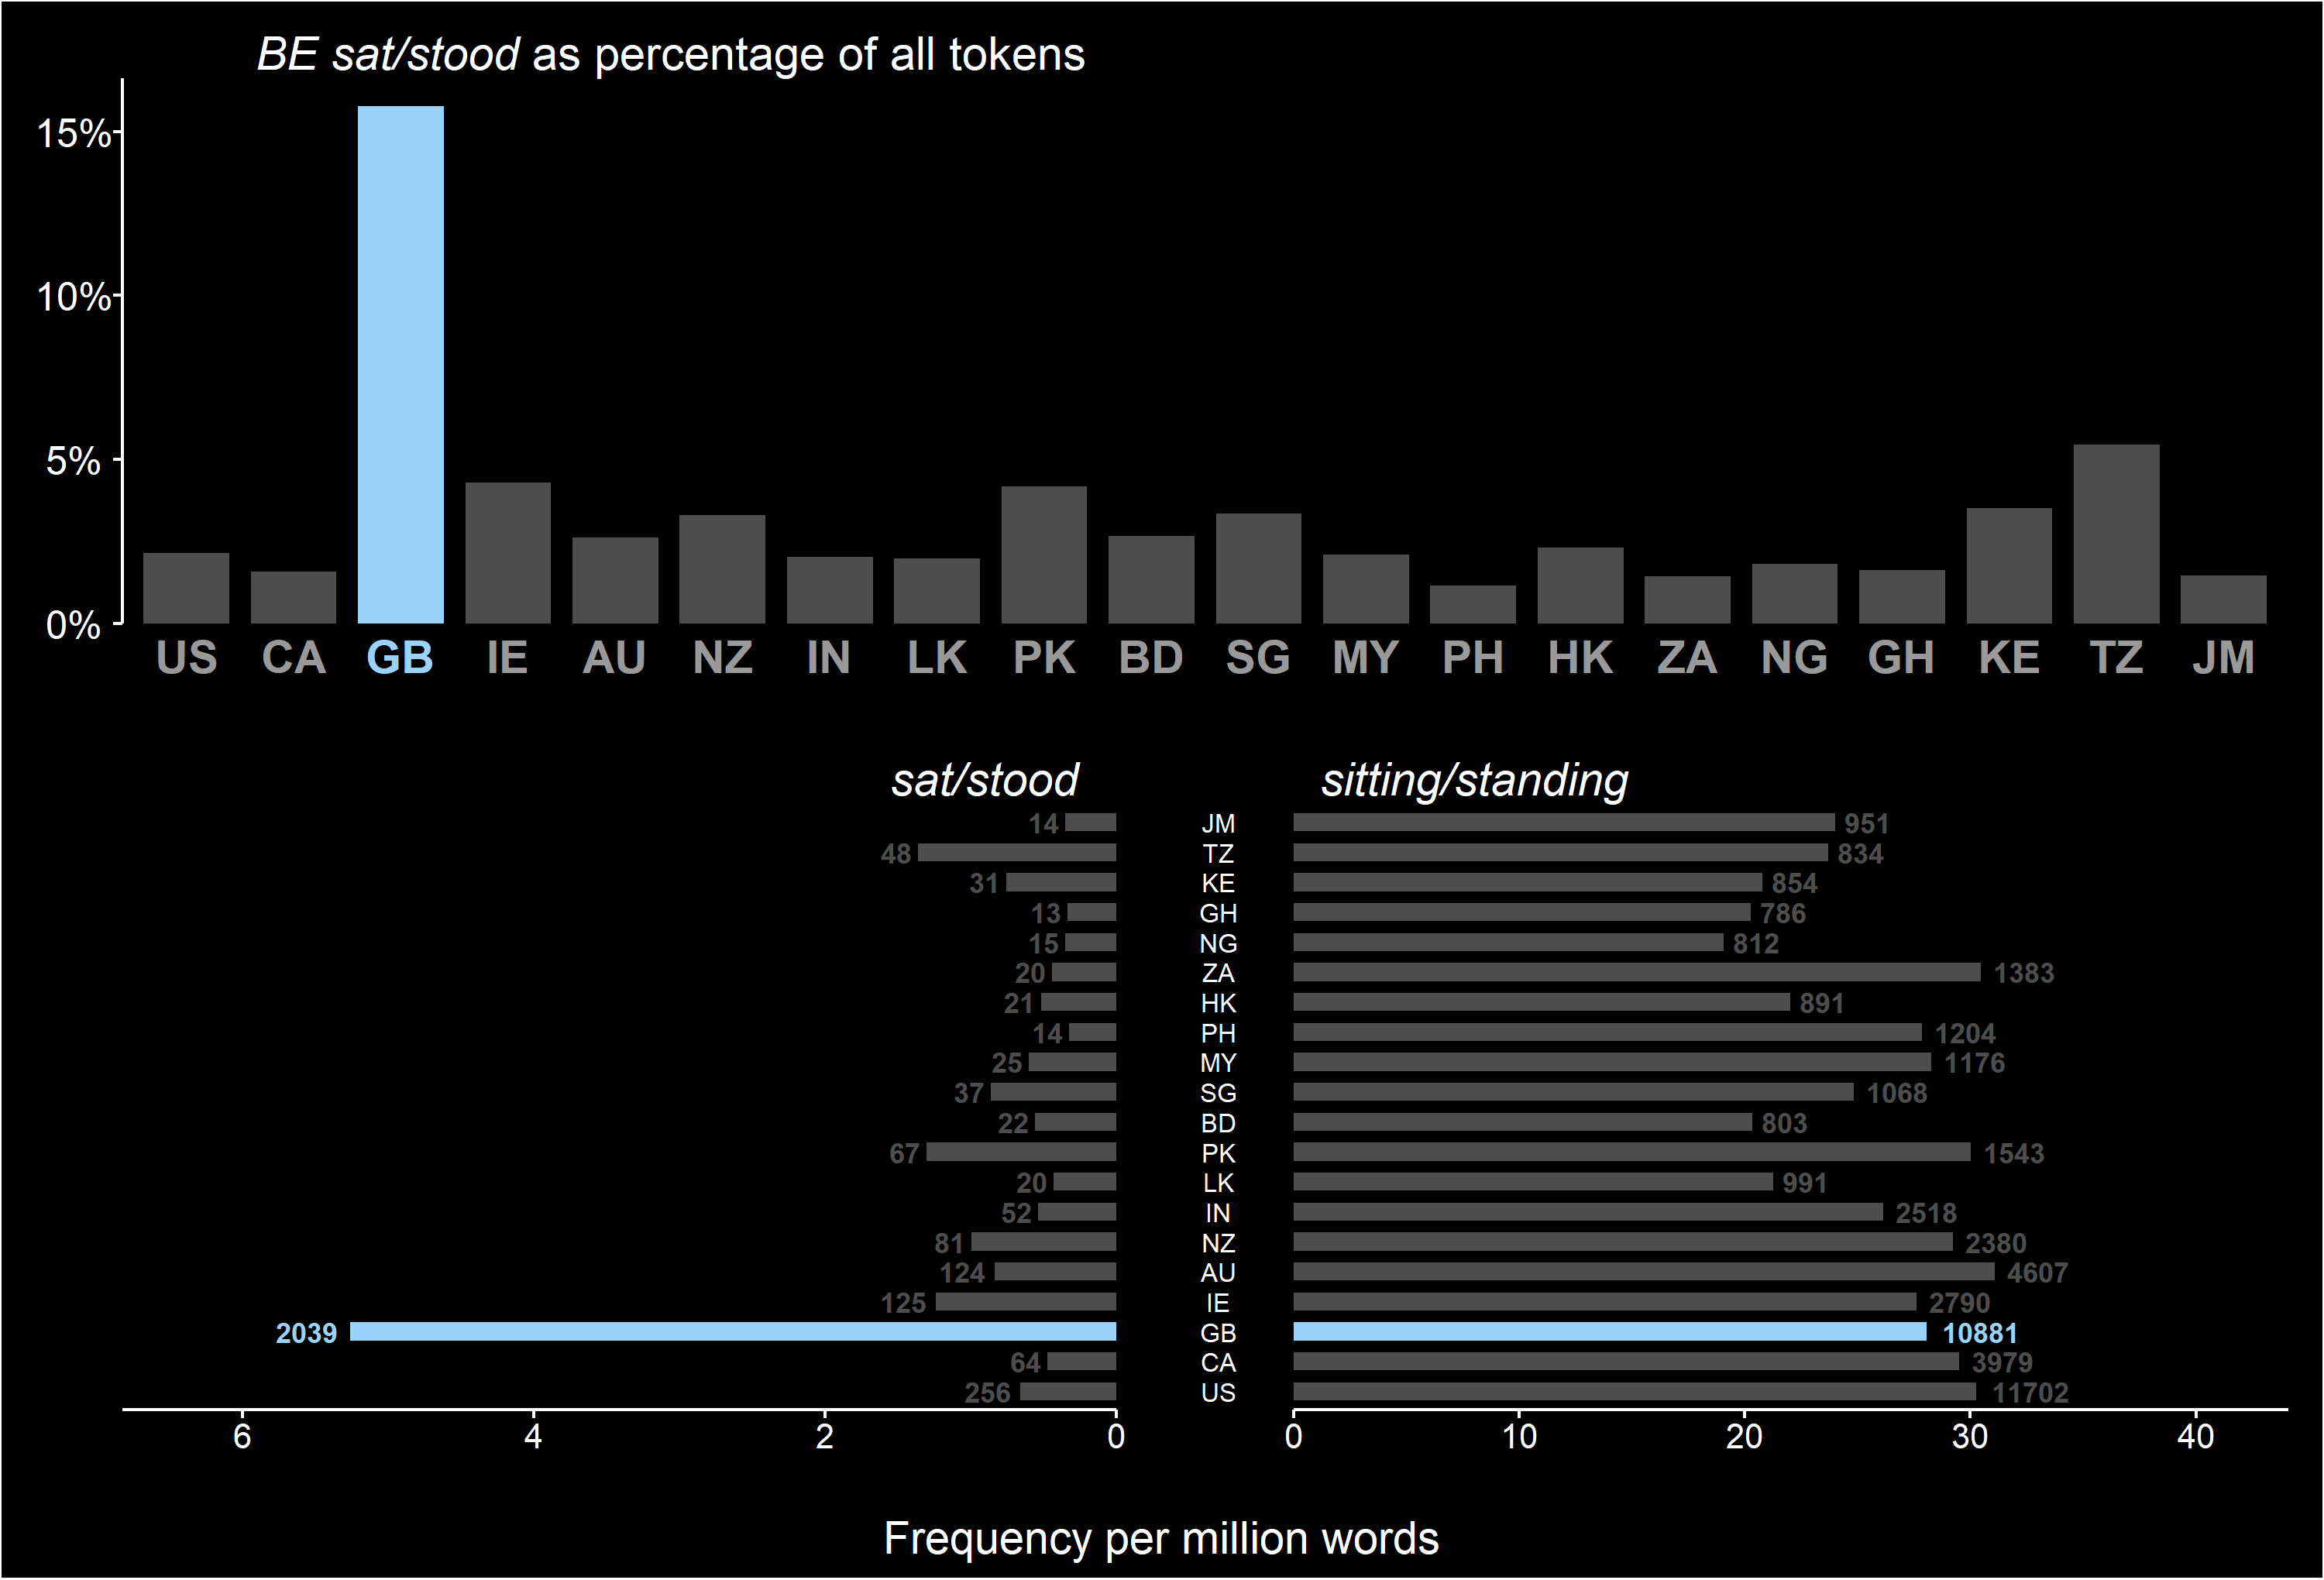 BE sat/stood as percentage of all tokens
15%
10%
5%
0%
US CA GB IE AU NZ IN LK PK BD SG MY PH HK ZA NG GH KE TZ JM
sat/stood sitting/standing
14 JM 951
48 TZ 834
31 KE 854
13 GH 786
15 NG 812
20 ZA 1383
21 HK 891
14 PH 1204
25 MY 1176
37 SG 1068
22 BD 803
67 PK 1543
20 LK 991
52 IN 2518
81 NZ 2380
124 AU 4607
125 IE 2790
2039 GB 10881
64 CA 3979
256 US 11702
6 4 2 0 0 10 20 30 40
Frequency per million words